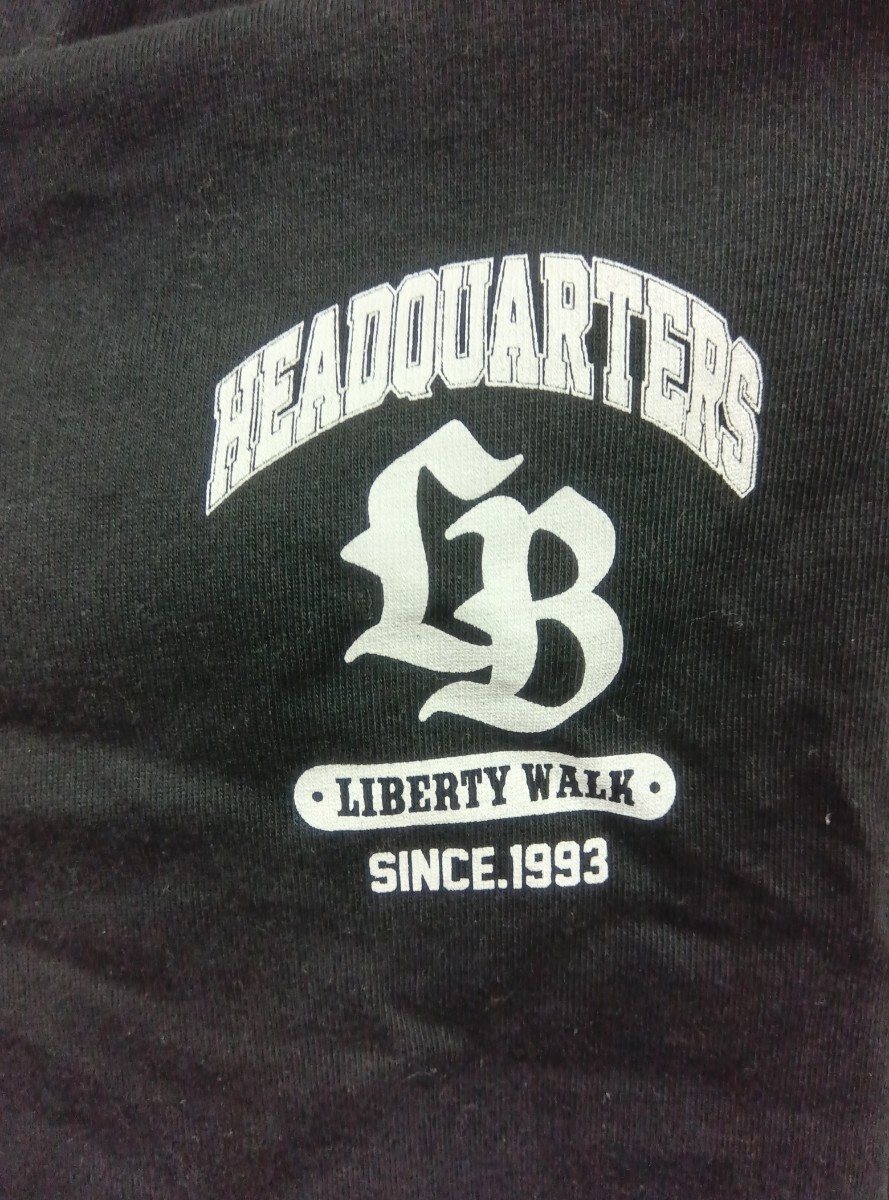 HEADQUARTERS
LB
·LIBERTY WALK·
SINCE.1993